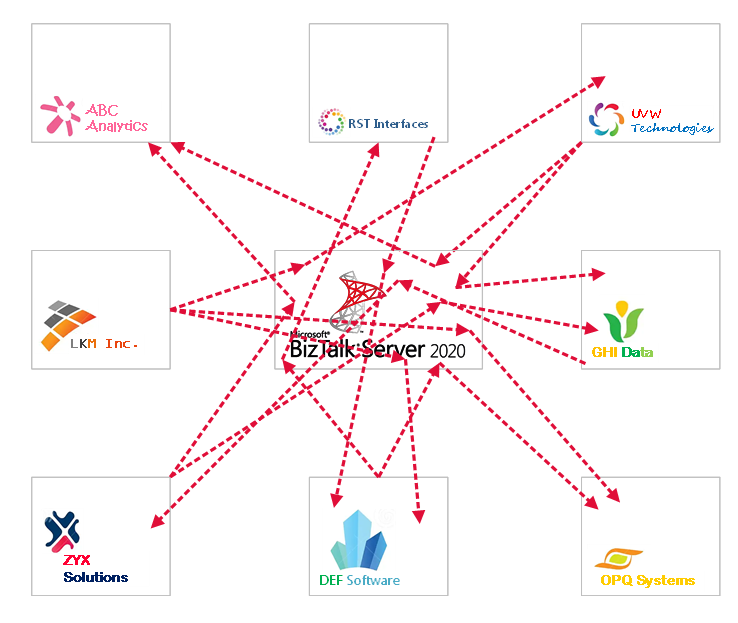 ABC
Analytics
RST Interfaces
UVW
Technologies
LKM Inc.
Microsoft®
BizTalk Server 2020
GHI Data
ZYX
Solutions
DEF Software
OPQ Systems